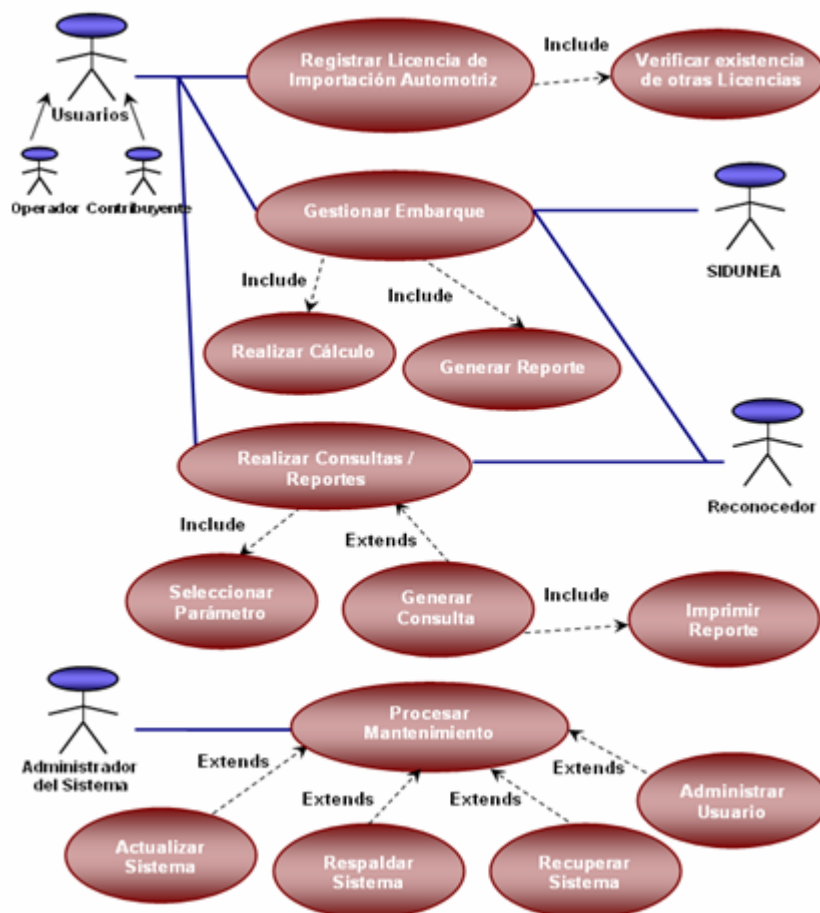 Registrar Licencia de
Importación Automotriz
Include
Verificar existencia
de otras Licencias
Usuarios
Operador
Contribuyente
Gestionar Embarque
SIDUNEA
Include
Include
Realizar Cálculo
Generar Reporte
Realizar Consultas /
Reportes
Reconocedor
Include
Extends
Seleccionar
Parámetro
Generar
Consulta
Include
Imprimir
Reporte
Procesar
Mantenimiento
Administrador
del Sistema
Extends
Extends
Extends
Extends
Administrar
Usuario
Actualizar
Sistema
Respaldar
Sistema
Recuperar
Sistema